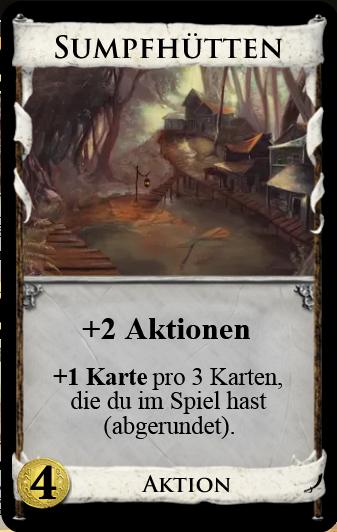 SUMPFHÜTTEN
+2 Aktionen
+1 Karte pro 3 Karten,
die du im Spiel hast
(abgerundet).
4
AKTION